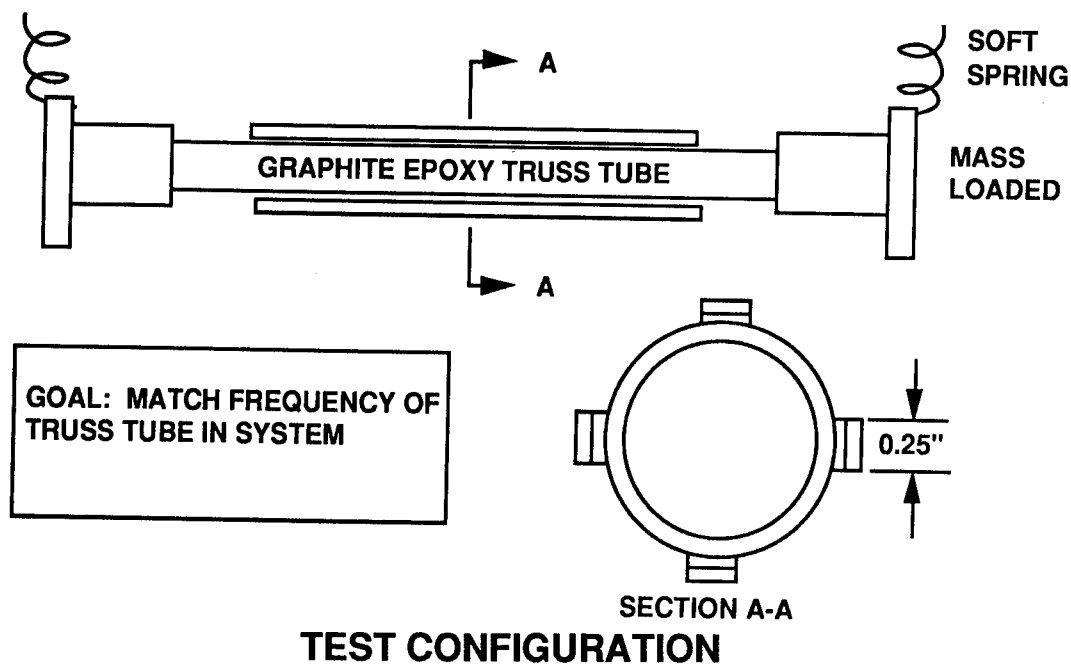 A
SOFT
SPRING
GRAPHITE EPOXY TRUSS TUBE
MASS
LOADED
A
GOAL: MATCH FREQUENCY OF
TRUSS TUBE IN SYSTEM
0.25"
SECTION A-A
TEST CONFIGURATION